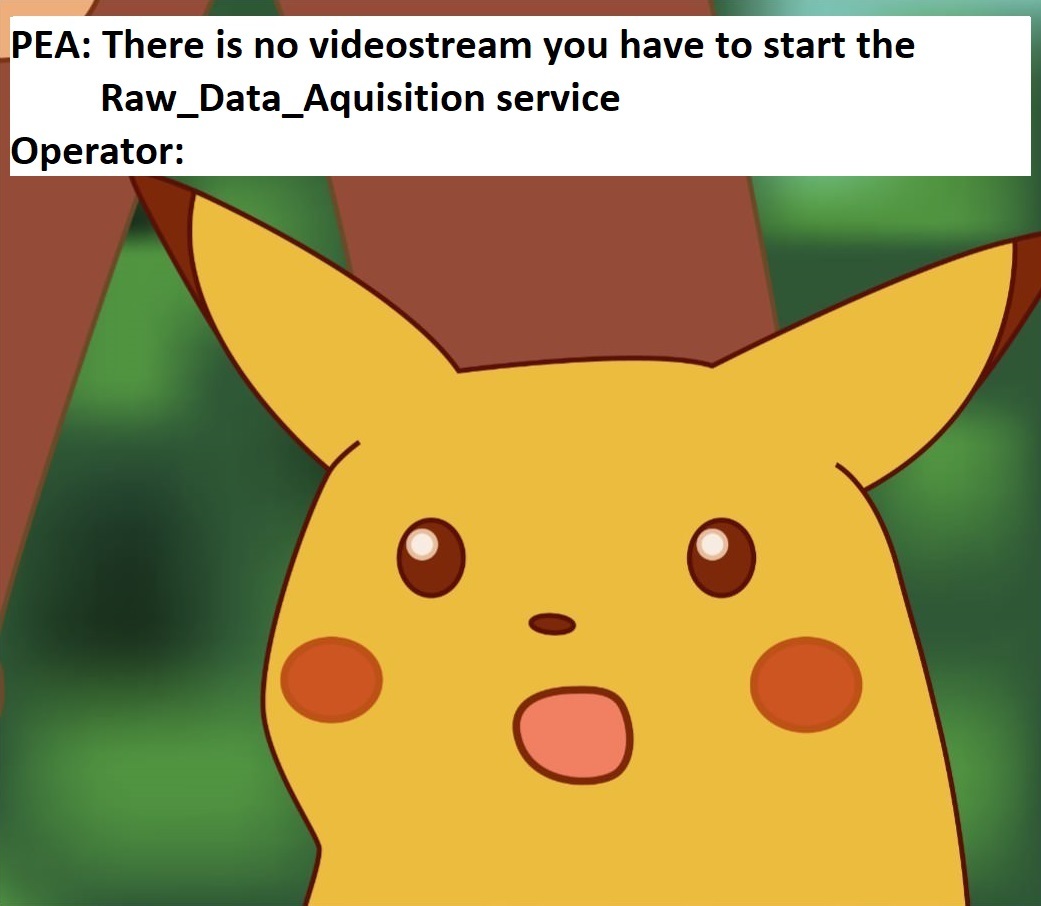 PEA: There is no videostream you have to start the
Raw_Data_Aquisition service
Operator: